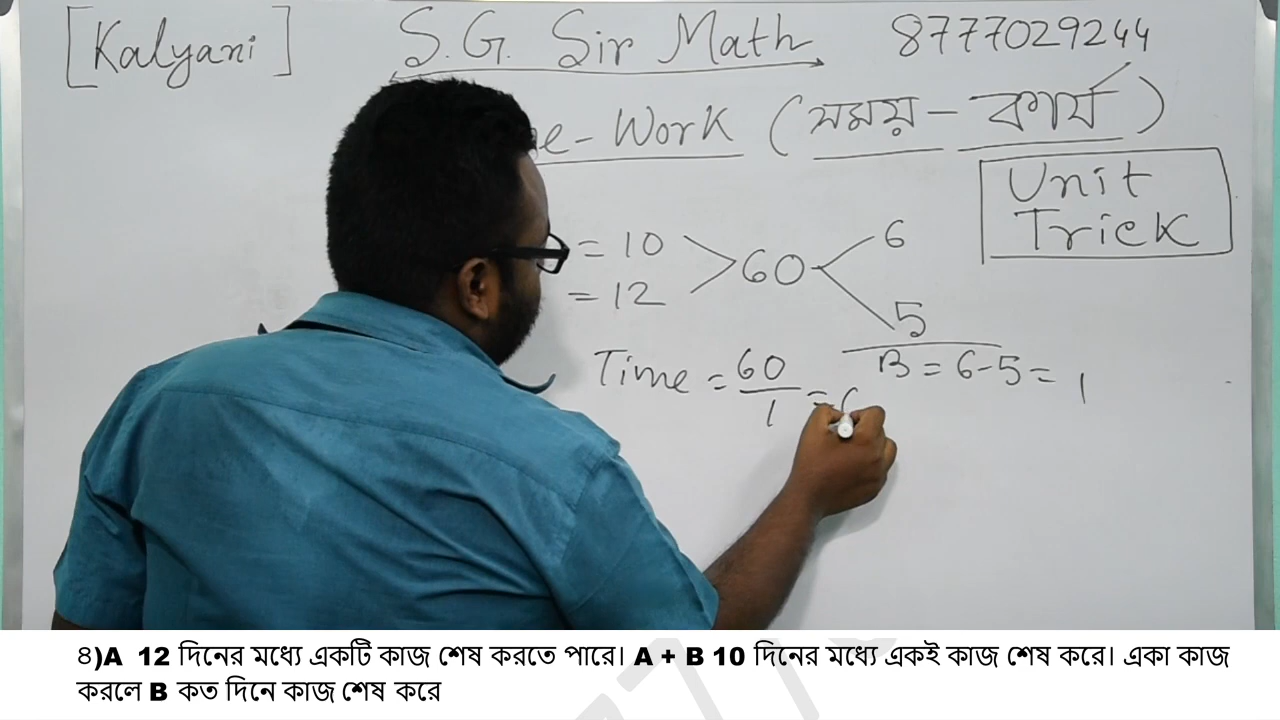 [Kalyani] S.G. Sir Math 8777029244
e-Work (সময়-কার্য)
Unit
Trick
= 10 60 6
= 12 5
Time = 60/1 = B = 6-5 = 1
৪)A 12 দিনের মধ্যে একটি কাজ শেষ করতে পারে। A + B 10 দিনের মধ্যে একই কাজ শেষ করে। একা কাজ
করলে B কত দিনে কাজ শেষ করে